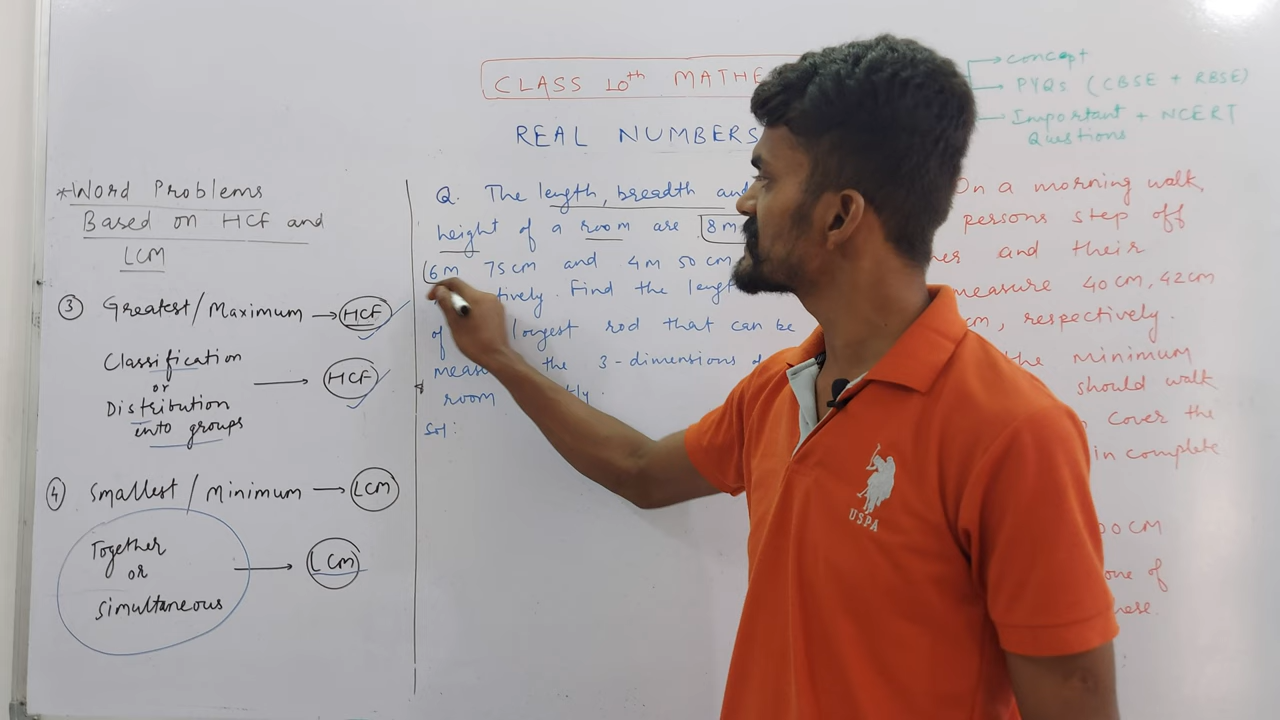 CLASS 10th MATHE
REAL NUMBERS
concept
PYQs (CBSE + RBSE)
Important + NCERT
Questions
*Word Problems
Based on HCF and
LCM
③ Greatest/Maximum → HCF
Classification
or
Distribution
into groups
→ HCF
④ Smallest/Minimum → LCM
Together
or
simultaneous
→ LCM
Q. The length, breadth and
height of a room are 8m
6m 75cm and 4m 50cm
Find the length
of longest rod that can be
the 3-dimensions
room
Sol:
On a morning walk,
persons step off
and their
measure 40cm, 42cm
cm, respectively.
the minimum
should walk
cover the
in complete
00 CM
of
USPA